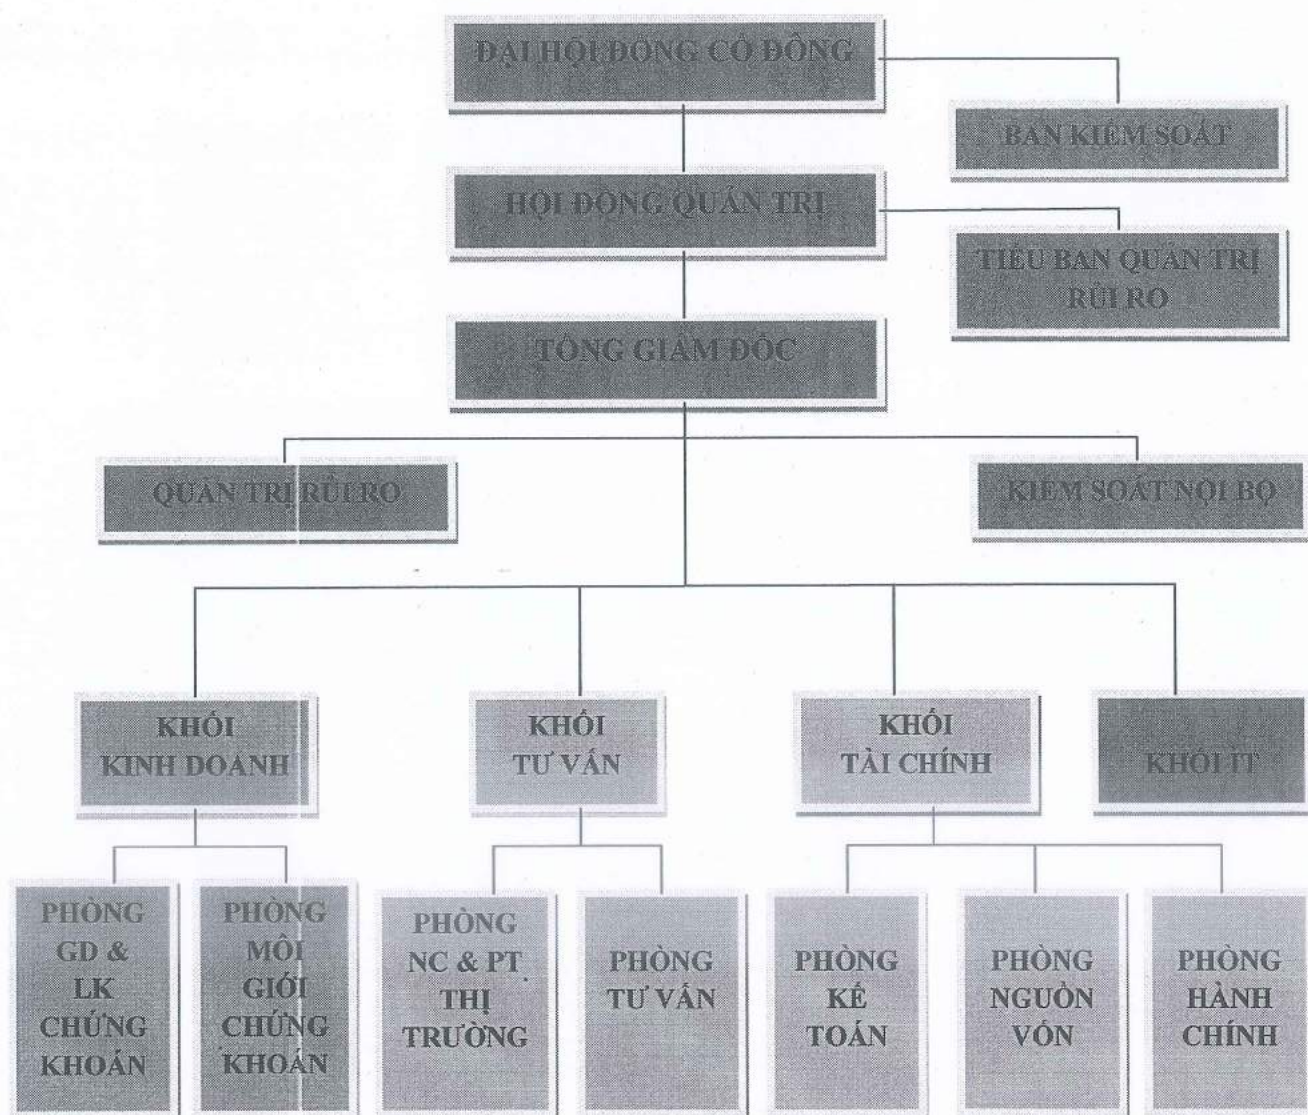 ĐẠI HỘI ĐỒNG CỔ ĐÔNG
BAN KIỂM SOÁT
HỘI ĐỒNG QUẢN TRỊ
TIỂU BAN QUẢN TRỊ
RỦI RO
TỔNG GIÁM ĐỐC
QUẢN TRỊ RỦI RO
KIỂM SOÁT NỘI BỘ
KHỐI
KINH DOANH
KHỐI
TƯ VẤN
KHỐI
TÀI CHÍNH
KHỐI IT
PHÒNG
GD &
LK
CHỨNG
KHOÁN
PHÒNG
MÔI
GIỚI
CHỨNG
KHOÁN
PHÒNG
NC & PT
THỊ
TRƯỜNG
PHÒNG
TƯ VẤN
PHÒNG
KẾ
TOÁN
PHÒNG
NGUỒN
VỐN
PHÒNG
HÀNH
CHÍNH